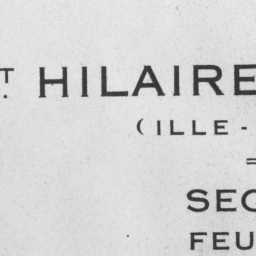 T. HILAIRE
(ILLE-
SEC
FEU